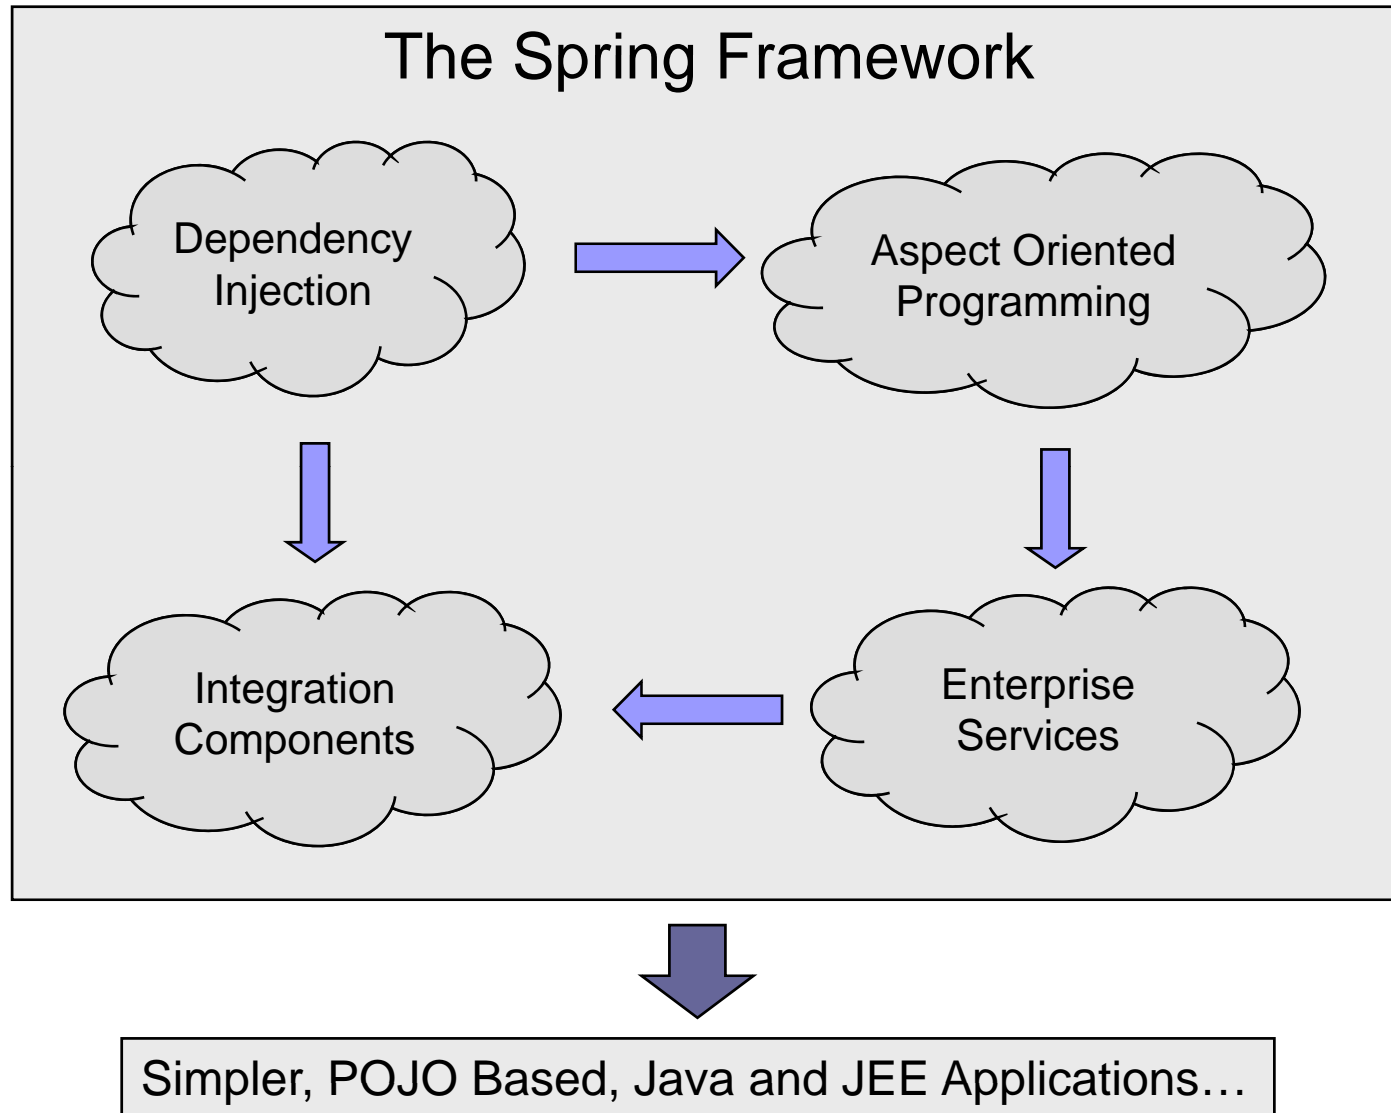 The Spring Framework
Dependency
Injection
Aspect Oriented
Programming
Integration
Components
Enterprise
Services
Simpler, POJO Based, Java and JEE Applications…